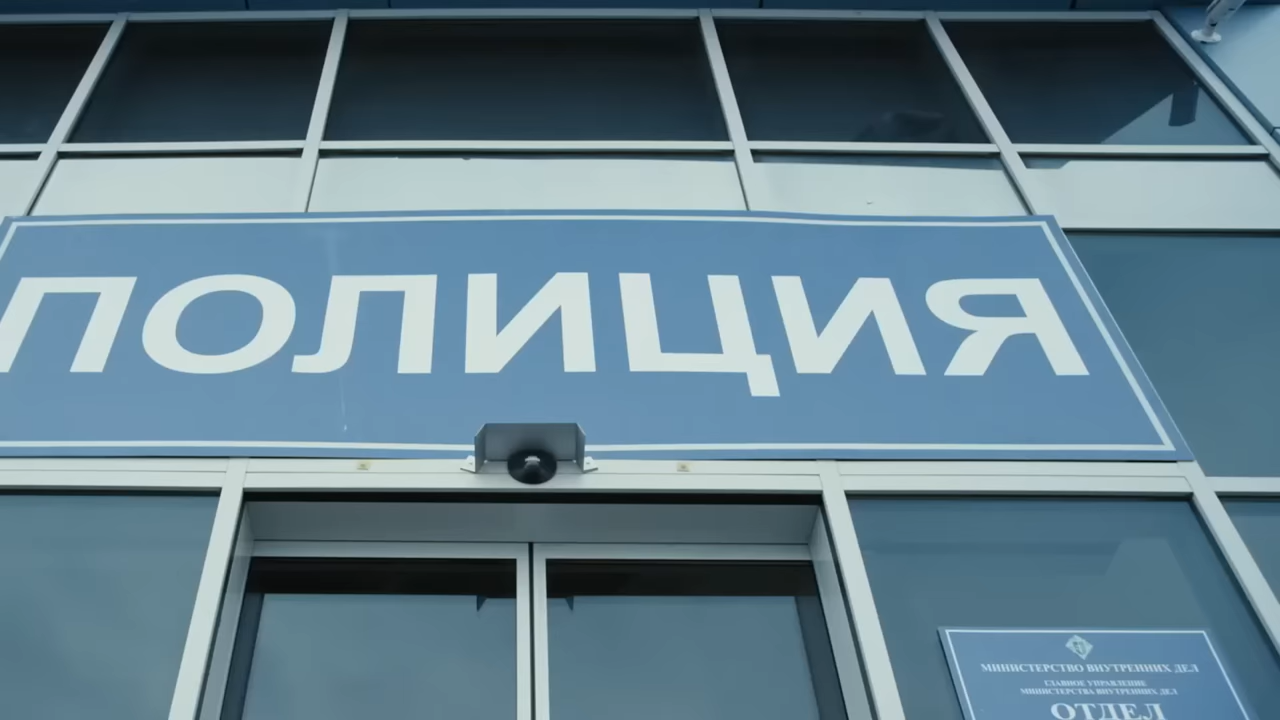 ПОЛИЦИЯ
МИНИСТЕРСТВО ВНУТРЕННИХ ДЕЛ
ГЛАВНОЕ УПРАВЛЕНИЕ
МИНИСТЕРСТВА ВНУТРЕННИХ ДЕЛ
ОТДЕЛ